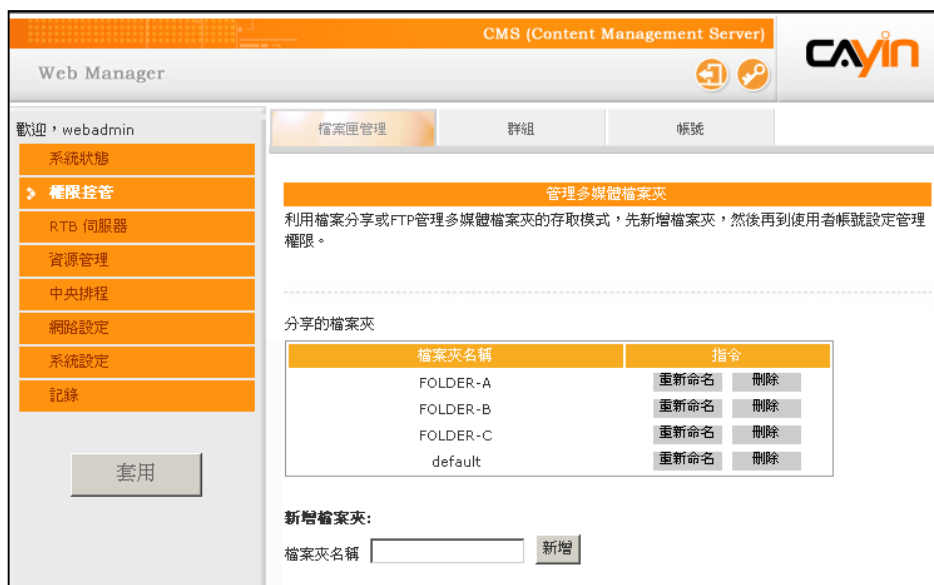 CMS (Content Management Server)
CAYIN
Web Manager
歡迎，webadmin
系統狀態
權限控管
RTB 伺服器
資源管理
中央排程
網路設定
系統設定
記錄
套用
檔案匣管理
群組
帳號
管理多媒體檔案夾
利用檔案分享或FTP管理多媒體檔案夾的存取模式，先新增檔案夾，然後再到使用者帳號設定管理
權限。
分享的檔案夾
檔案夾名稱 指令
FOLDER-A 重新命名 刪除
FOLDER-B 重新命名 刪除
FOLDER-C 重新命名 刪除
default 重新命名 刪除
新增檔案夾:
檔案夾名稱 新增